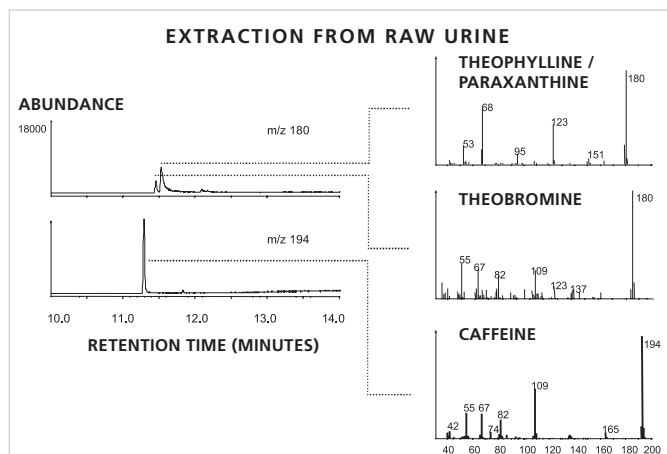 EXTRACTION FROM RAW URINE
ABUNDANCE
18000
m/z 180
m/z 194
10.0 11.0 12.0 13.0 14.0
RETENTION TIME (MINUTES)
THEOPHYLLINE /
PARAXANTHINE
180
68
123
53
95
151
THEOBROMINE
180
55
67
82
109
123
137
CAFFEINE
194
109
55
67
82
42
74
165
40 60 80 100 120 140 160 180 200